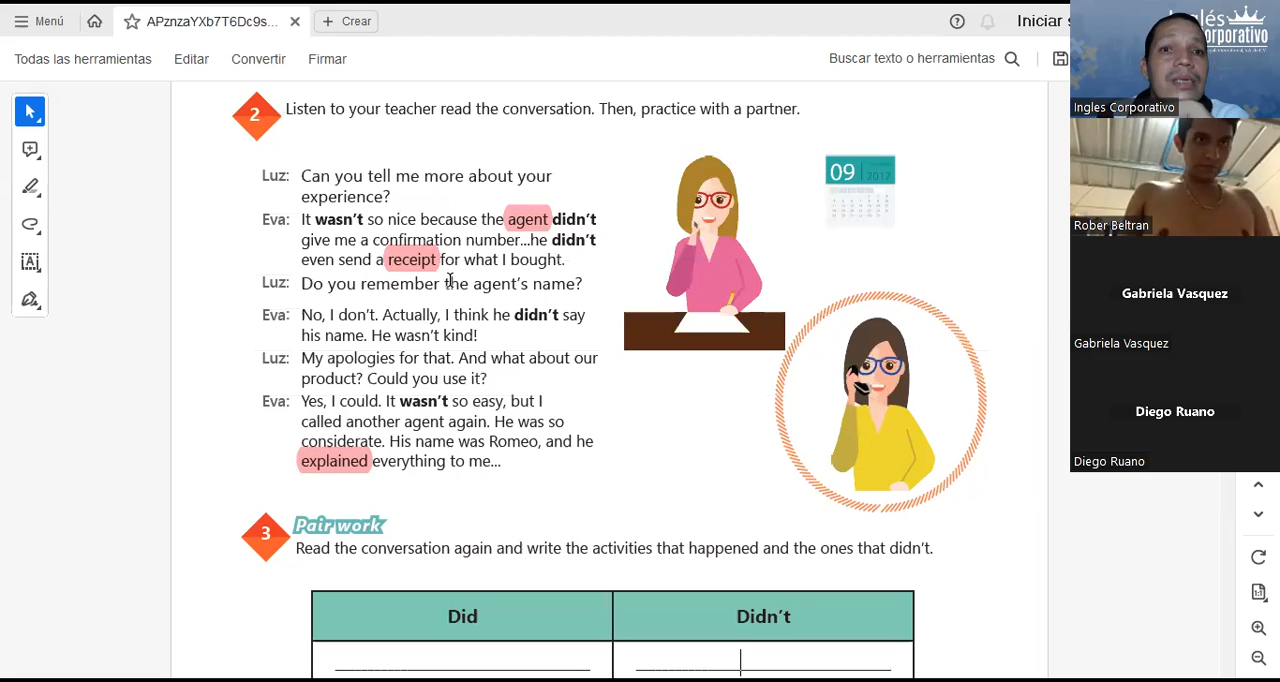 Menú
APznzaYXb7T6Dc9s...
Crear
Iniciar s
Todas las herramientas
Editar
Convertir
Firmar
Buscar texto o herramientas
Inglés
Corporativo
Ingles Corporativo
Rober Beltran
Gabriela Vasquez
Gabriela Vasquez
Diego Ruano
Diego Ruano
2
Listen to your teacher read the conversation. Then, practice with a partner.
Luz: Can you tell me more about your
experience?
Eva: It wasn't so nice because the agent didn't
give me a confirmation number...he didn't
even send a receipt for what I bought.
Luz: Do you remember the agent's name?
Eva: No, I don't. Actually, I think he didn't say
his name. He wasn't kind!
Luz: My apologies for that. And what about our
product? Could you use it?
Eva: Yes, I could. It wasn't so easy, but I
called another agent again. He was so
considerate. His name was Romeo, and he
explained everything to me...
09
2017
3
Pair work
Read the conversation again and write the activities that happened and the ones that didn't.
Did
Didn't